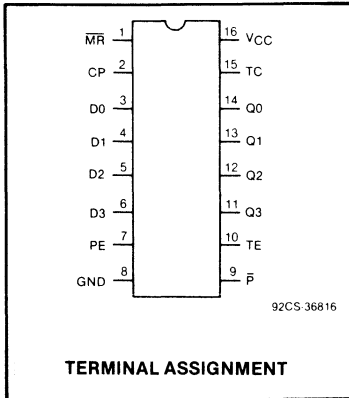 M̅R̅ 1 16 VCC
CP 2 15 TC
D0 3 14 Q0
D1 4 13 Q1
D2 5 12 Q2
D3 6 11 Q3
PE 7 10 TE
GND 8 9 P̅
92CS-36816
TERMINAL ASSIGNMENT